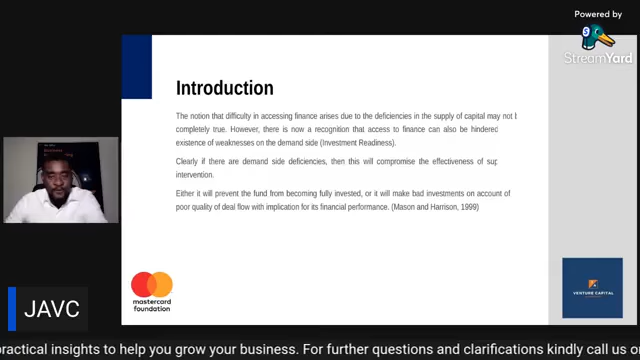 Powered by
StreamYard
Introduction
The notion that difficulty in accessing finance arises due to the deficiencies in the supply of capital may not b
completely true. However, there is now a recognition that access to finance can also be hindered
existence of weaknesses on the demand side (Investment Readiness).
Clearly if there are demand side deficiencies, then this will compromise the effectiveness of sup
intervention.
Either it will prevent the fund from becoming fully invested, or it will make bad investments on account of
poor quality of deal flow with implication for its financial performance. (Mason and Harrison, 1999)
mastercard
foundation
VENTURE CAPITAL
JAVC
practical insights to help you grow your business. For further questions and clarifications kindly call us o